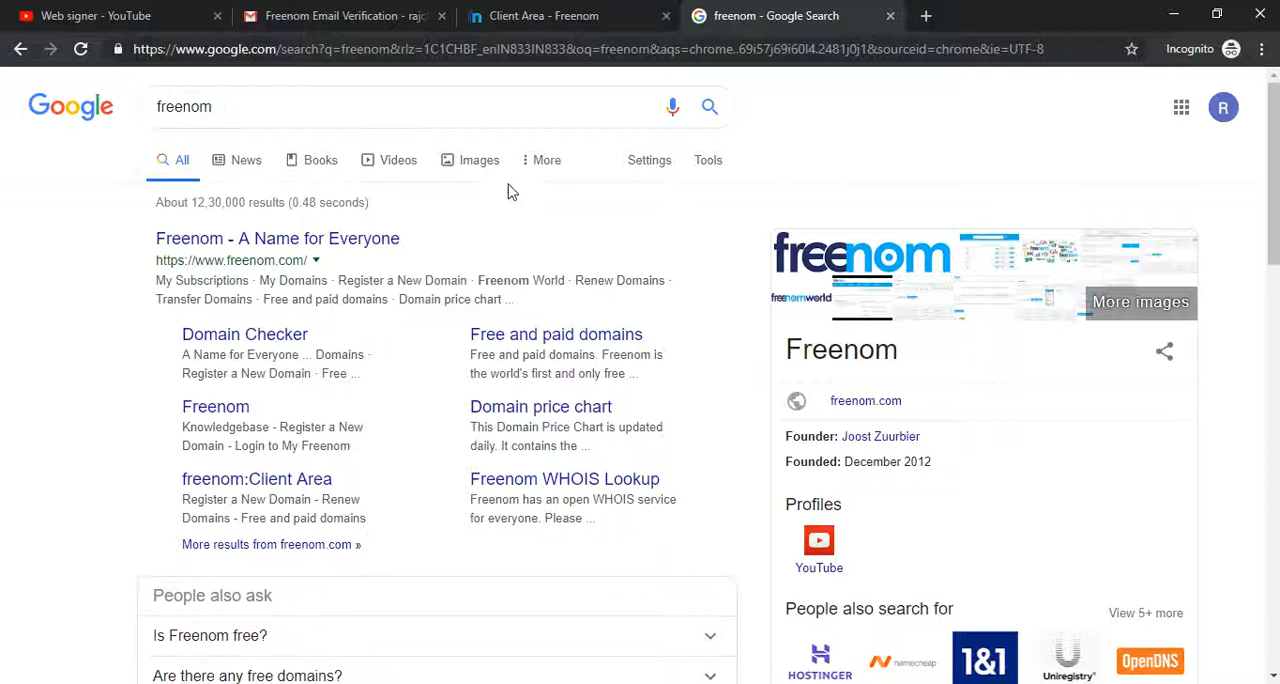 Web signer - YouTube
Freenom Email Verification - rajc
Client Area - Freenom
freenom - Google Search
https://www.google.com/search?q=freenom&rlz=1C1CHBF_enIN833IN833&oq=freenom&aqs=chrome..69i57j69i60l4.2481j0j1&sourceid=chrome&ie=UTF-8
Incognito
Google
freenom
R
All
News
Books
Videos
Images
More
Settings
Tools
About 12,30,000 results (0.48 seconds)
Freenom - A Name for Everyone
https://www.freenom.com/
My Subscriptions · My Domains · Register a New Domain · Freenom World · Renew Domains ·
Transfer Domains · Free and paid domains · Domain price chart ...
Domain Checker
A Name for Everyone ... Domains ·
Register a New Domain · Free ...
Free and paid domains
Free and paid domains. Freenom is
the world's first and only free ...
Freenom
Knowledgebase - Register a New
Domain - Login to My Freenom
Domain price chart
This Domain Price Chart is updated
daily. It contains the ...
freenom:Client Area
Register a New Domain - Renew
Domains - Free and paid domains
Freenom WHOIS Lookup
Freenom has an open WHOIS service
for everyone. Please ...
More results from freenom.com »
People also ask
Is Freenom free?
Are there any free domains?
freenom
freenomworld
More images
Freenom
freenom.com
Founder: Joost Zuurbier
Founded: December 2012
Profiles
YouTube
People also search for
View 5+ more
HOSTINGER
namecheap
1&1
Uniregistry
OpenDNS